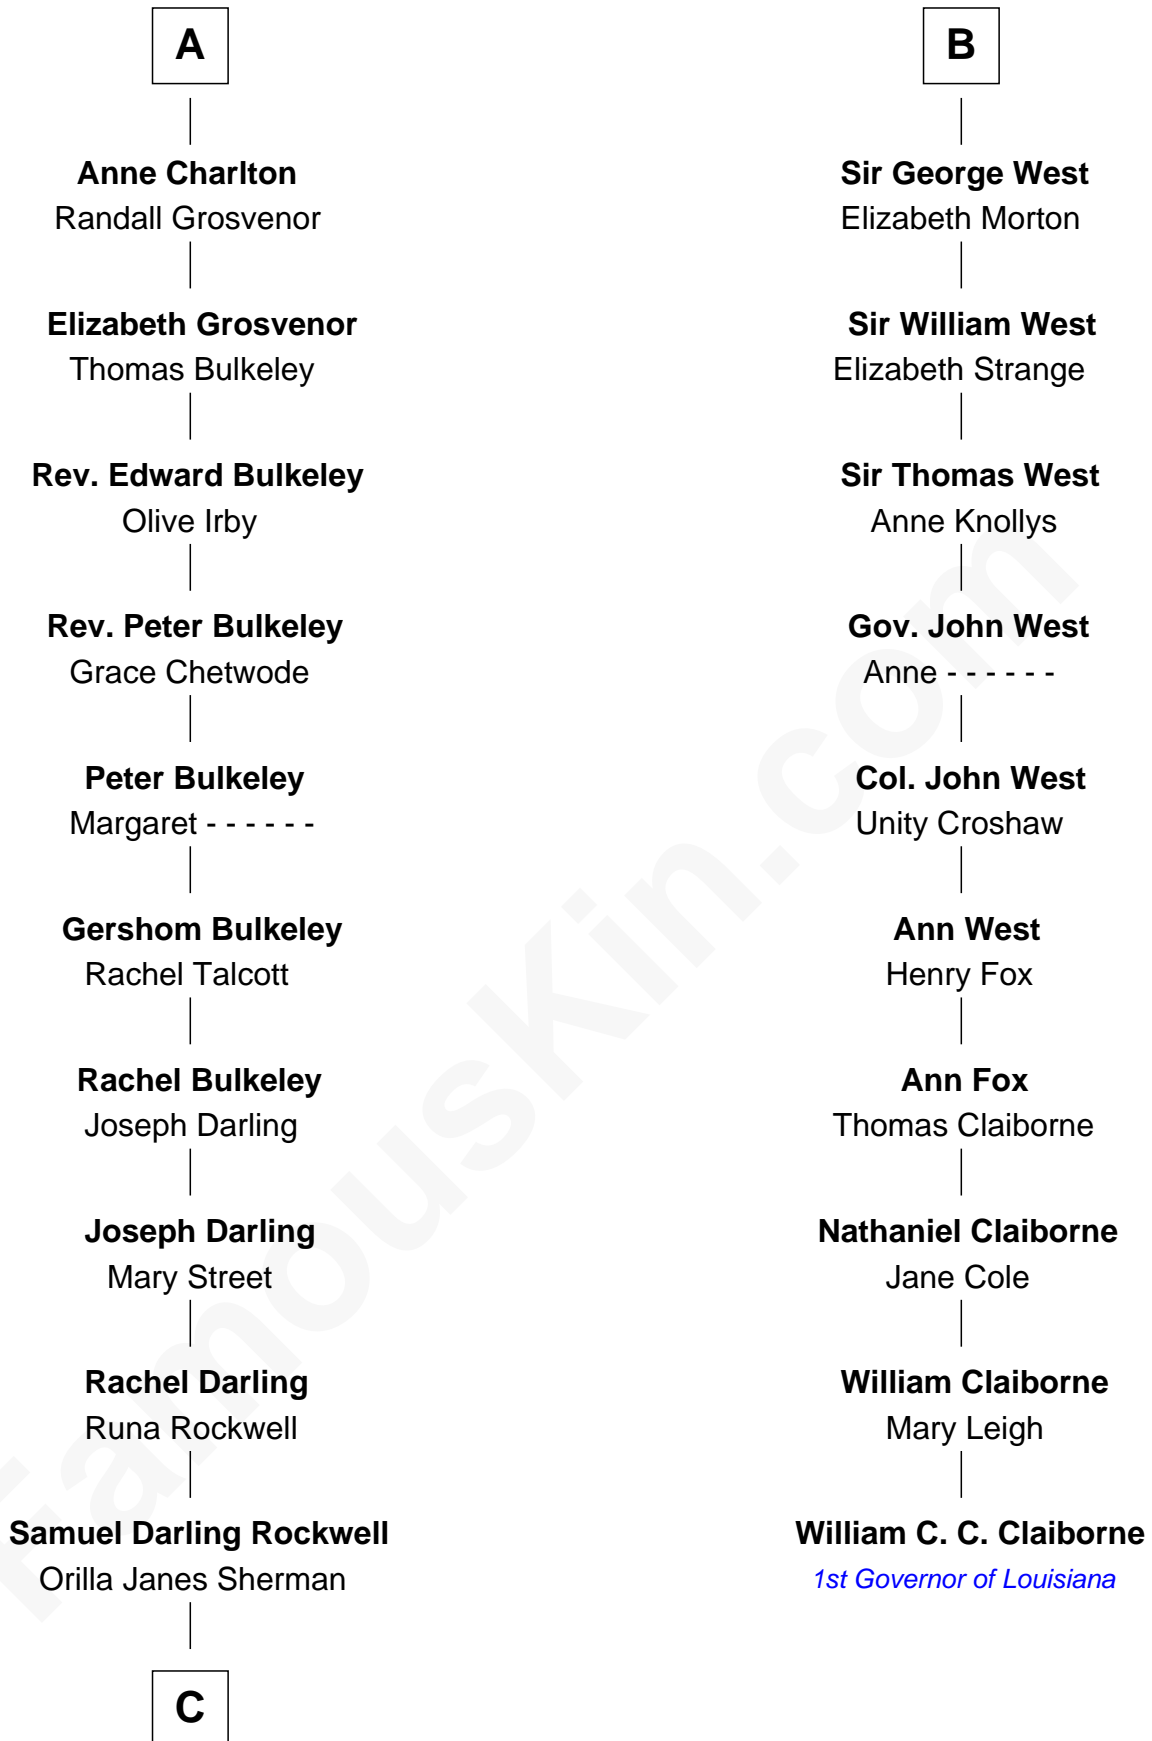 A
Anne Charlton
Randall Grosvenor
Elizabeth Grosvenor
Thomas Bulkeley
Rev. Edward Bulkeley
Olive Irby
Rev. Peter Bulkeley
Grace Chetwode
Peter Bulkeley
Margaret - - - - - -
Gershom Bulkeley
Rachel Talcott
Rachel Bulkeley
Joseph Darling
Joseph Darling
Mary Street
Rachel Darling
Runa Rockwell
Samuel Darling Rockwell
Orilla Janes Sherman
C
B
Sir George West
Elizabeth Morton
Sir William West
Elizabeth Strange
Sir Thomas West
Anne Knollys
Gov. John West
Anne - - - - - -
Col. John West
Unity Croshaw
Ann West
Henry Fox
Ann Fox
Thomas Claiborne
Nathaniel Claiborne
Jane Cole
William Claiborne
Mary Leigh
William C. C. Claiborne
1st Governor of Louisiana
FamousKin.com